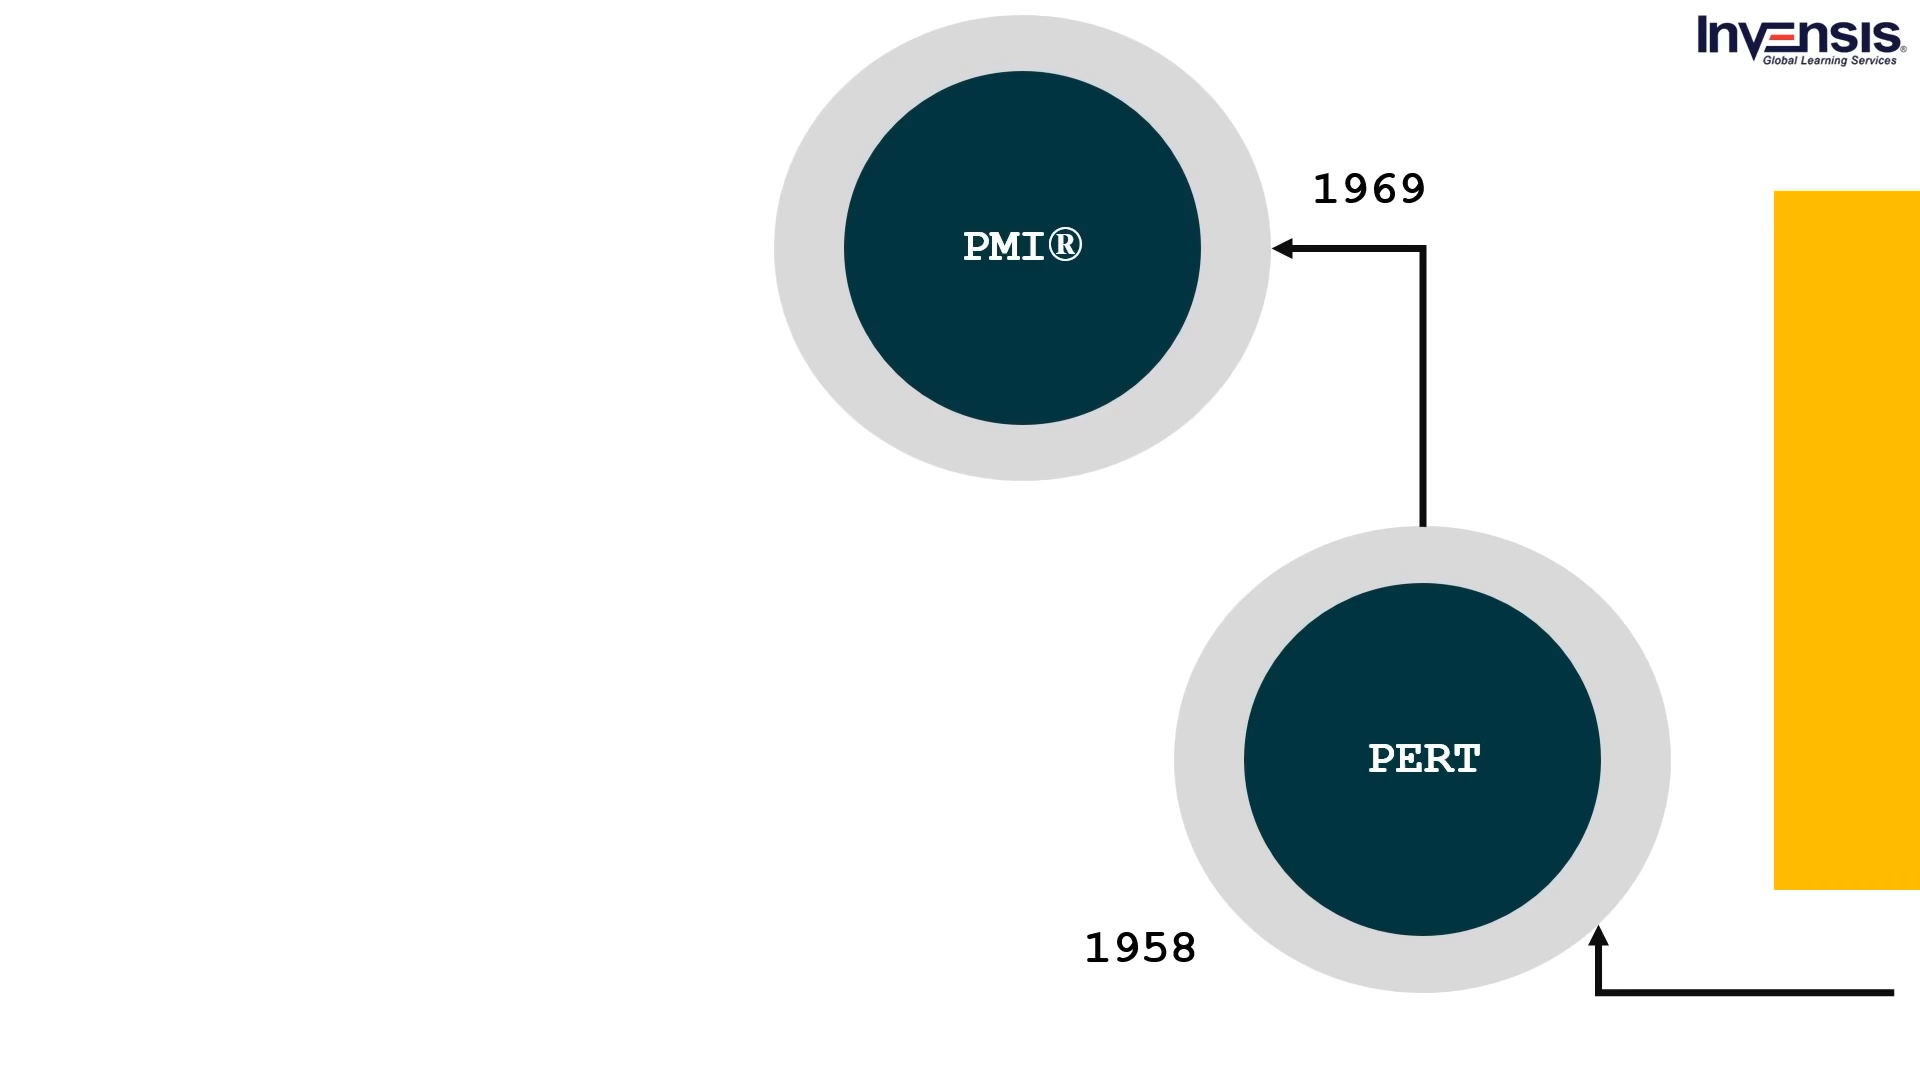 Invensis®
Global Learning Services
1969
PMI®
PERT
1958